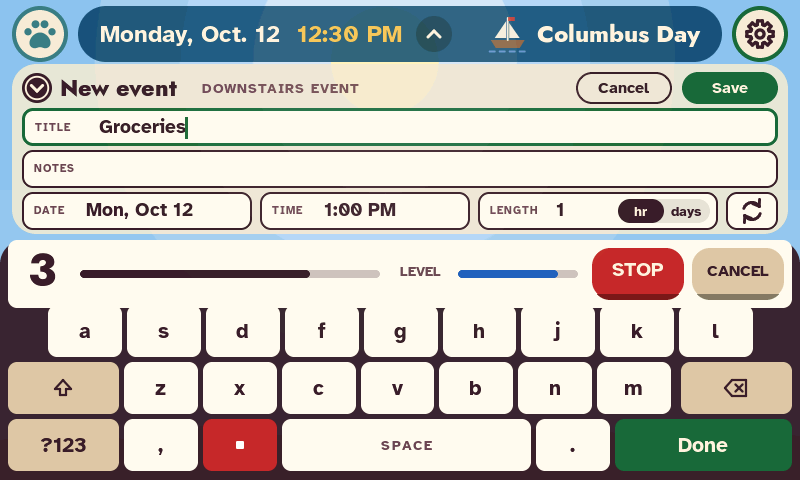 Monday, Oct. 12 12:30 PM Columbus Day
New event DOWNSTAIRS EVENT Cancel Save
TITLE Groceries
NOTES
DATE Mon, Oct 12 TIME 1:00 PM LENGTH 1 hr days
3 LEVEL STOP CANCEL
a s d f g h j k l
z x c v b n m
?123 , SPACE . Done